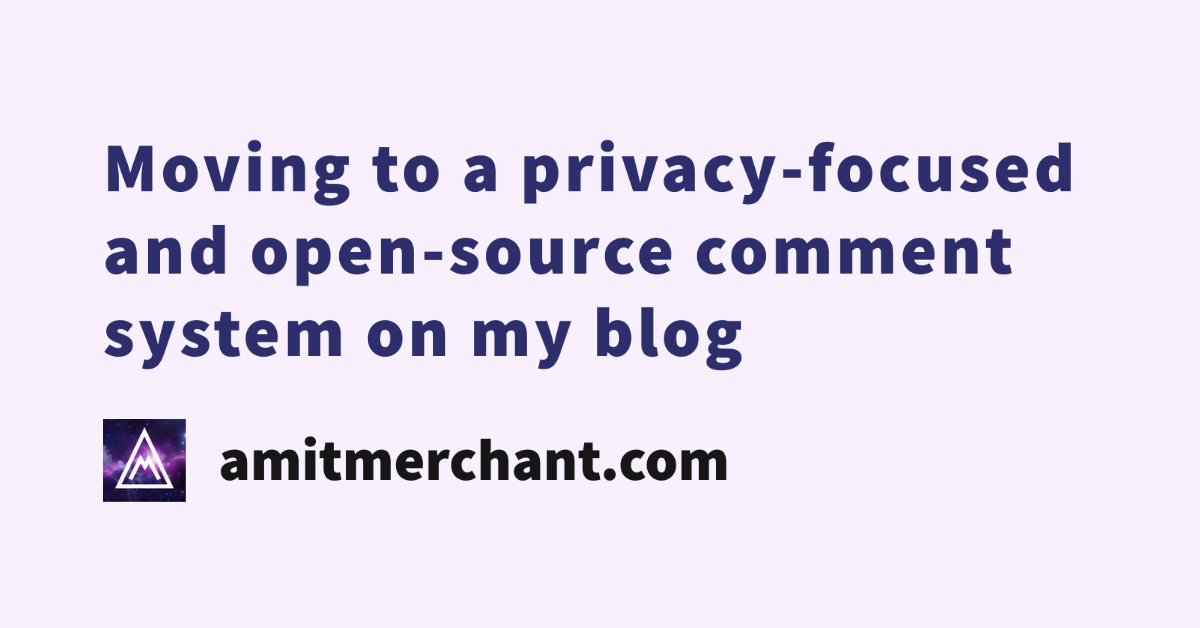 Moving to a privacy-focused
and open-source comment
system on my blog
amitmerchant.com